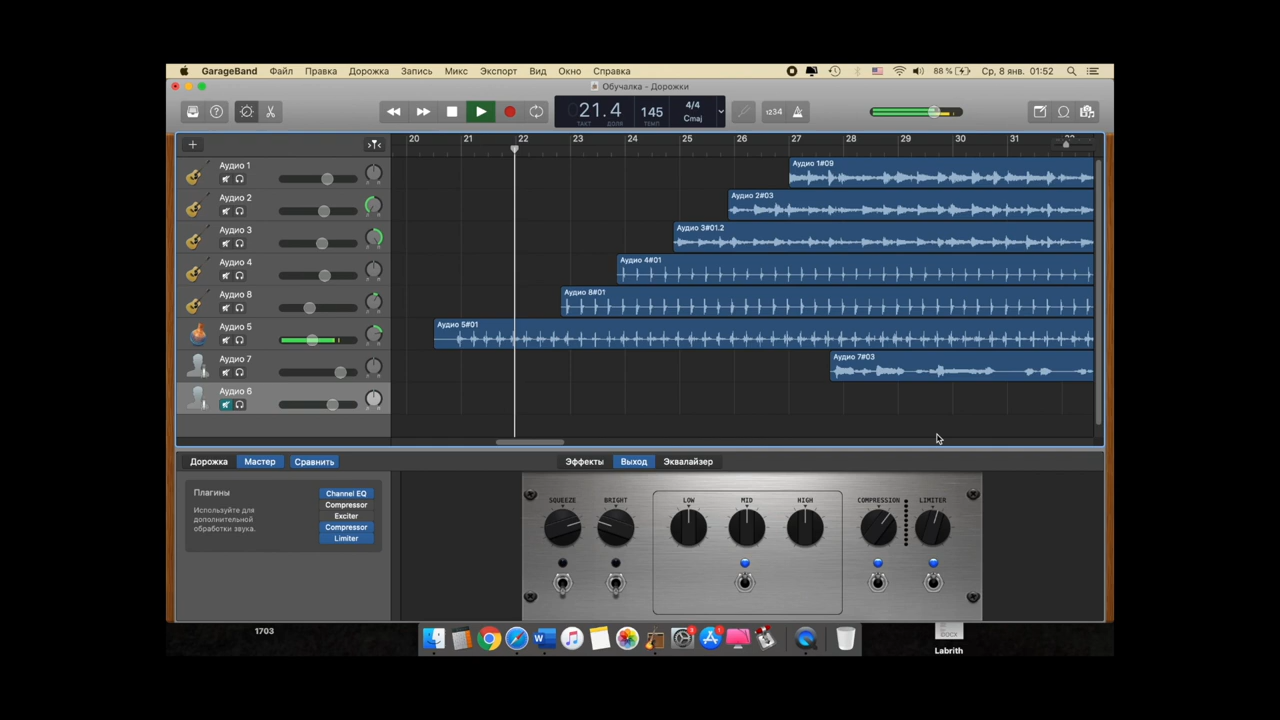 GarageBand Файл Правка Дорожка Запись Микс Экспорт Вид Окно Справка 88 % Ср, 8 янв. 01:52
Обучалка - Дорожки
21.4 145 4/4 Cmaj 1234
ТАКТ ДОЛЯ ТЕМП
20 21 22 23 24 25 26 27 28 29 30 31
Аудио 1 Аудио 1#09
Аудио 2 Аудио 2#03
Аудио 3 Аудио 3#01.2
Аудио 4 Аудио 4#01
Аудио 8 Аудио 8#01
Аудио 5 Аудио 5#01
Аудио 7 Аудио 7#03
Аудио 6
Дорожка Мастер Сравнить Эффекты Выход Эквалайзер
Плагины
Используйте для
дополнительной
обработки звука.
Channel EQ
Compressor
Exciter
Compressor
Limiter
SQUEEZE BRIGHT LOW MID HIGH COMPRESSION LIMITER
1703
DOCX
Labrith